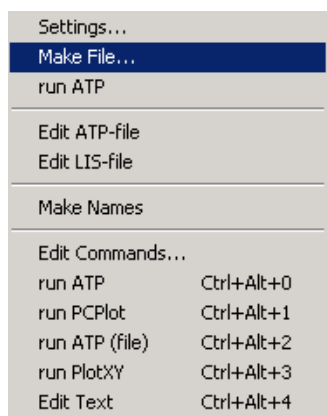 Settings...
Make File...
run ATP
Edit ATP-file
Edit LIS-file
Make Names
Edit Commands...
run ATP Ctrl+Alt+0
run PCPlot Ctrl+Alt+1
run ATP (file) Ctrl+Alt+2
run PlotXY Ctrl+Alt+3
Edit Text Ctrl+Alt+4